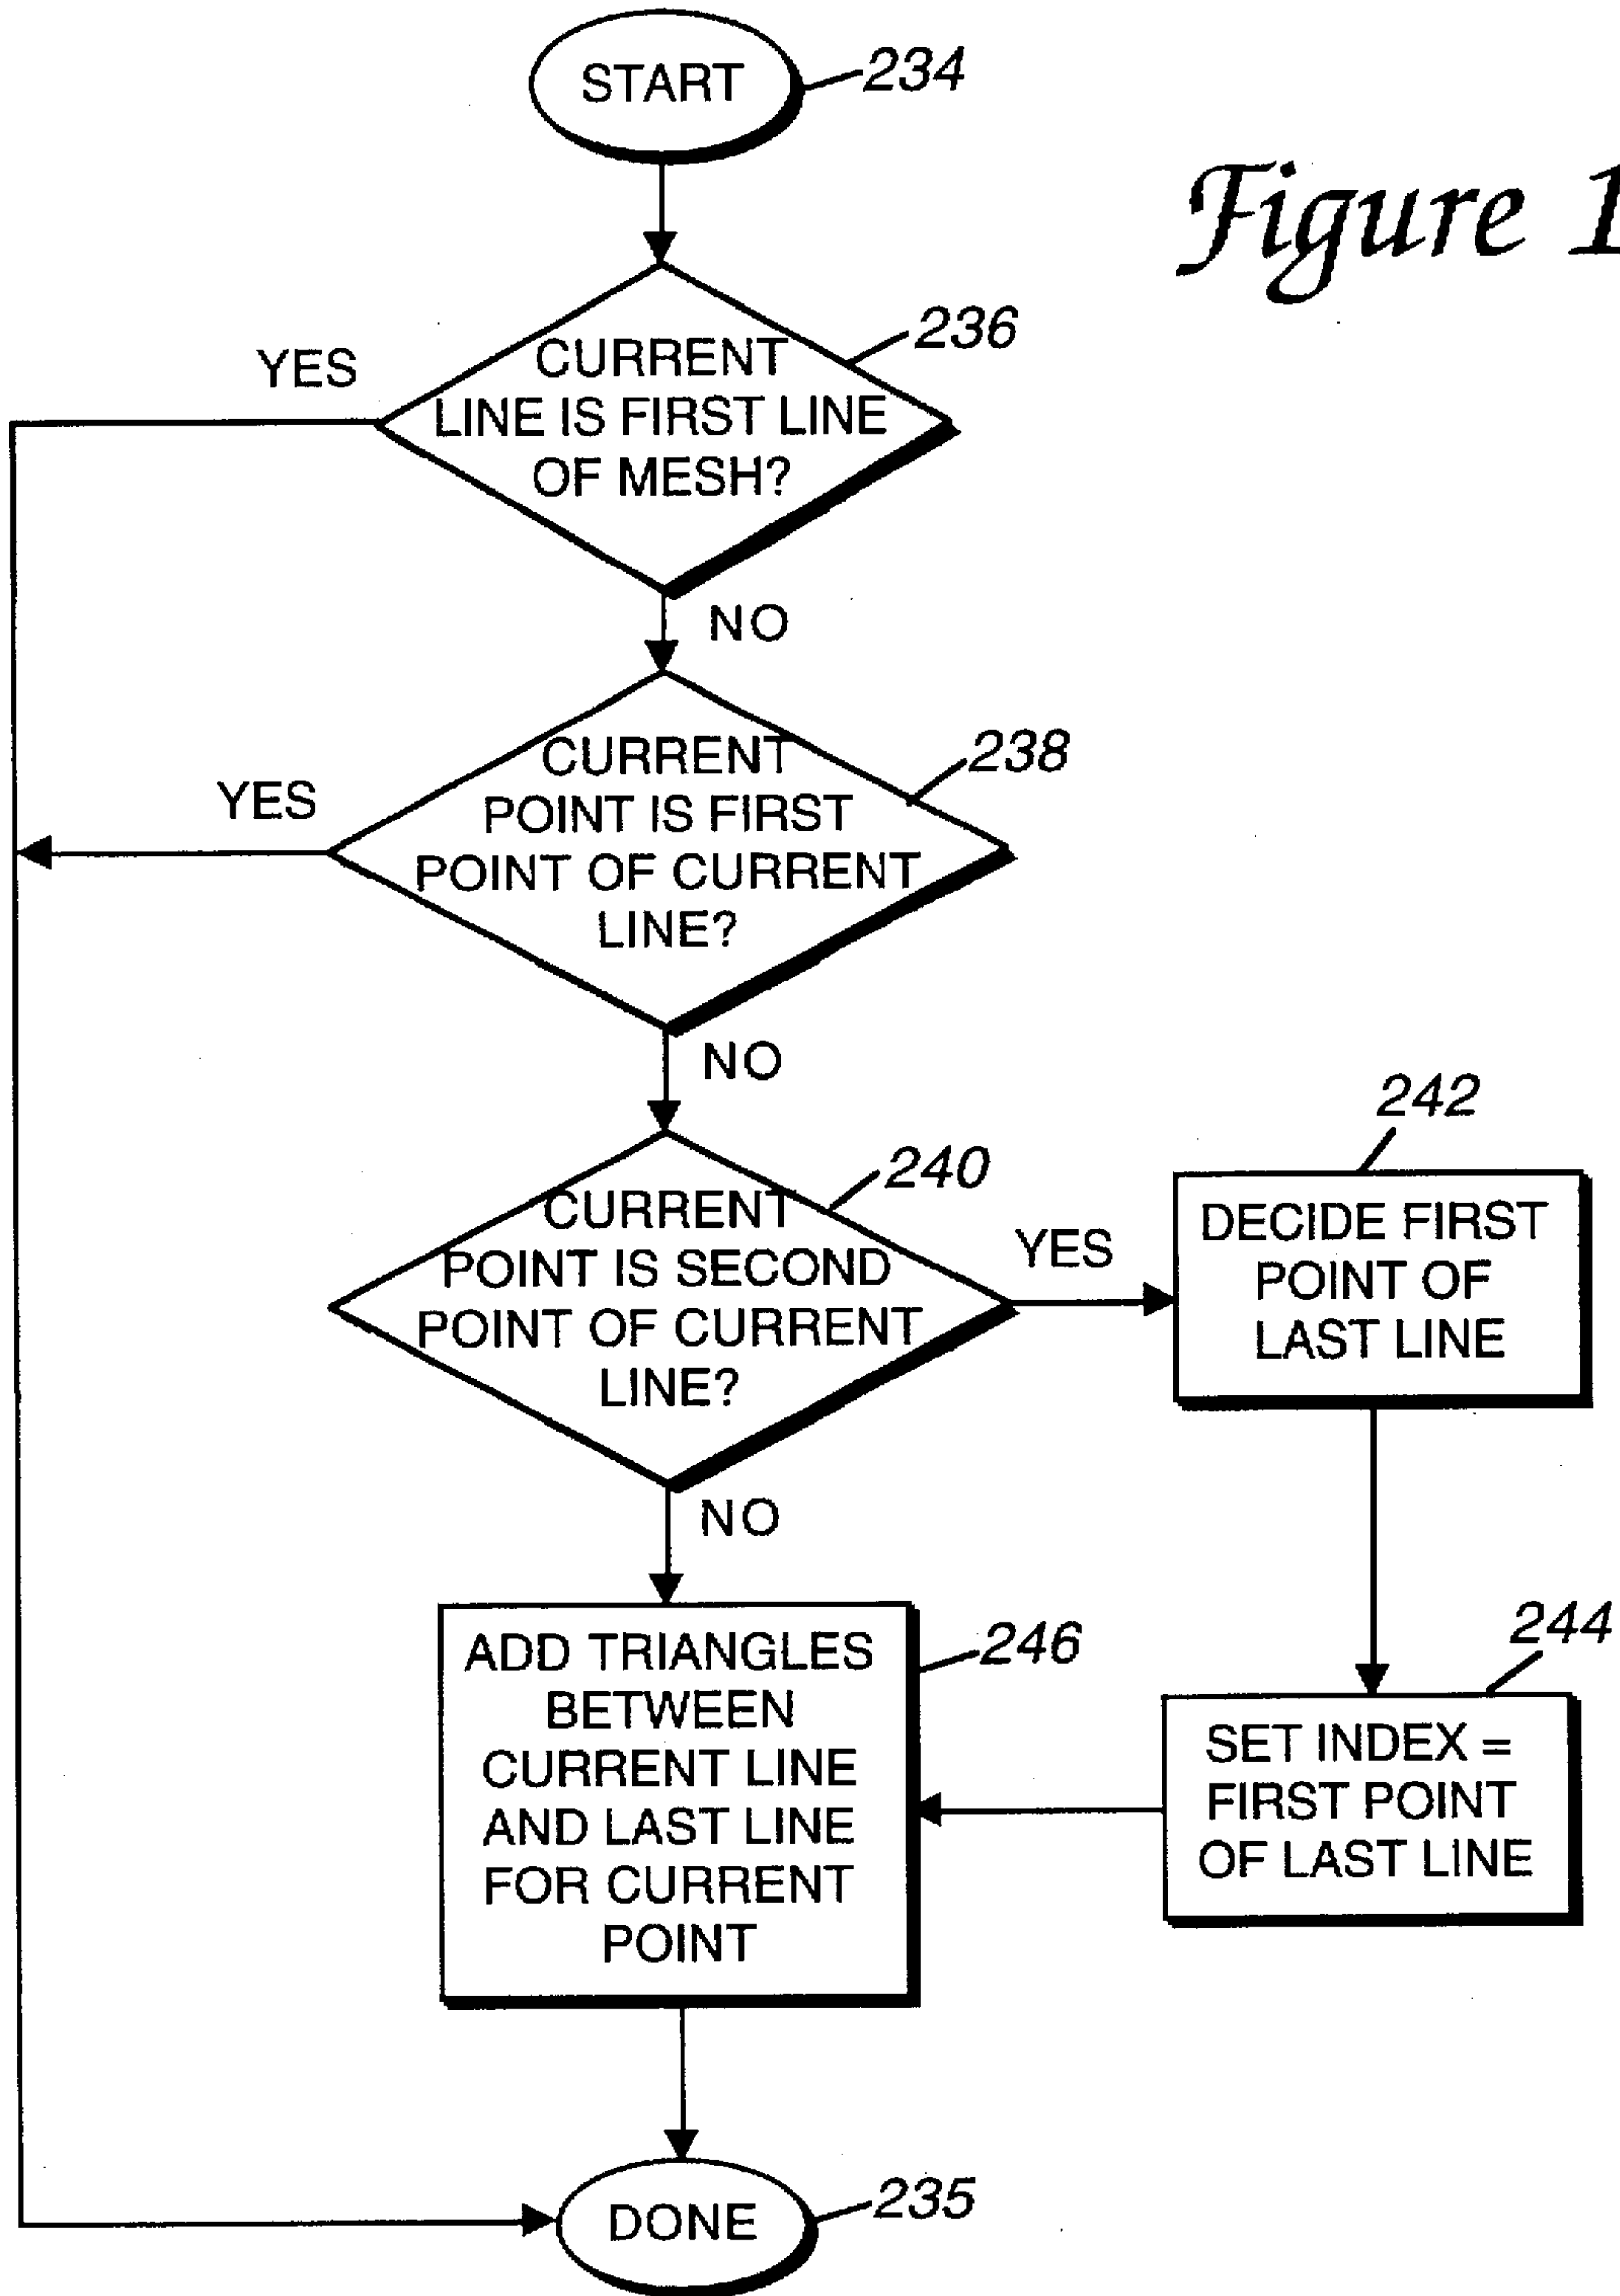 START
234
Figure 1
236
CURRENT
LINE IS FIRST LINE
OF MESH?
YES
NO
238
CURRENT
POINT IS FIRST
POINT OF CURRENT
LINE?
YES
NO
240
CURRENT
POINT IS SECOND
POINT OF CURRENT
LINE?
YES
242
DECIDE FIRST
POINT OF
LAST LINE
NO
244
SET INDEX =
FIRST POINT
OF LAST LINE
246
ADD TRIANGLES
BETWEEN
CURRENT LINE
AND LAST LINE
FOR CURRENT
POINT
DONE
235